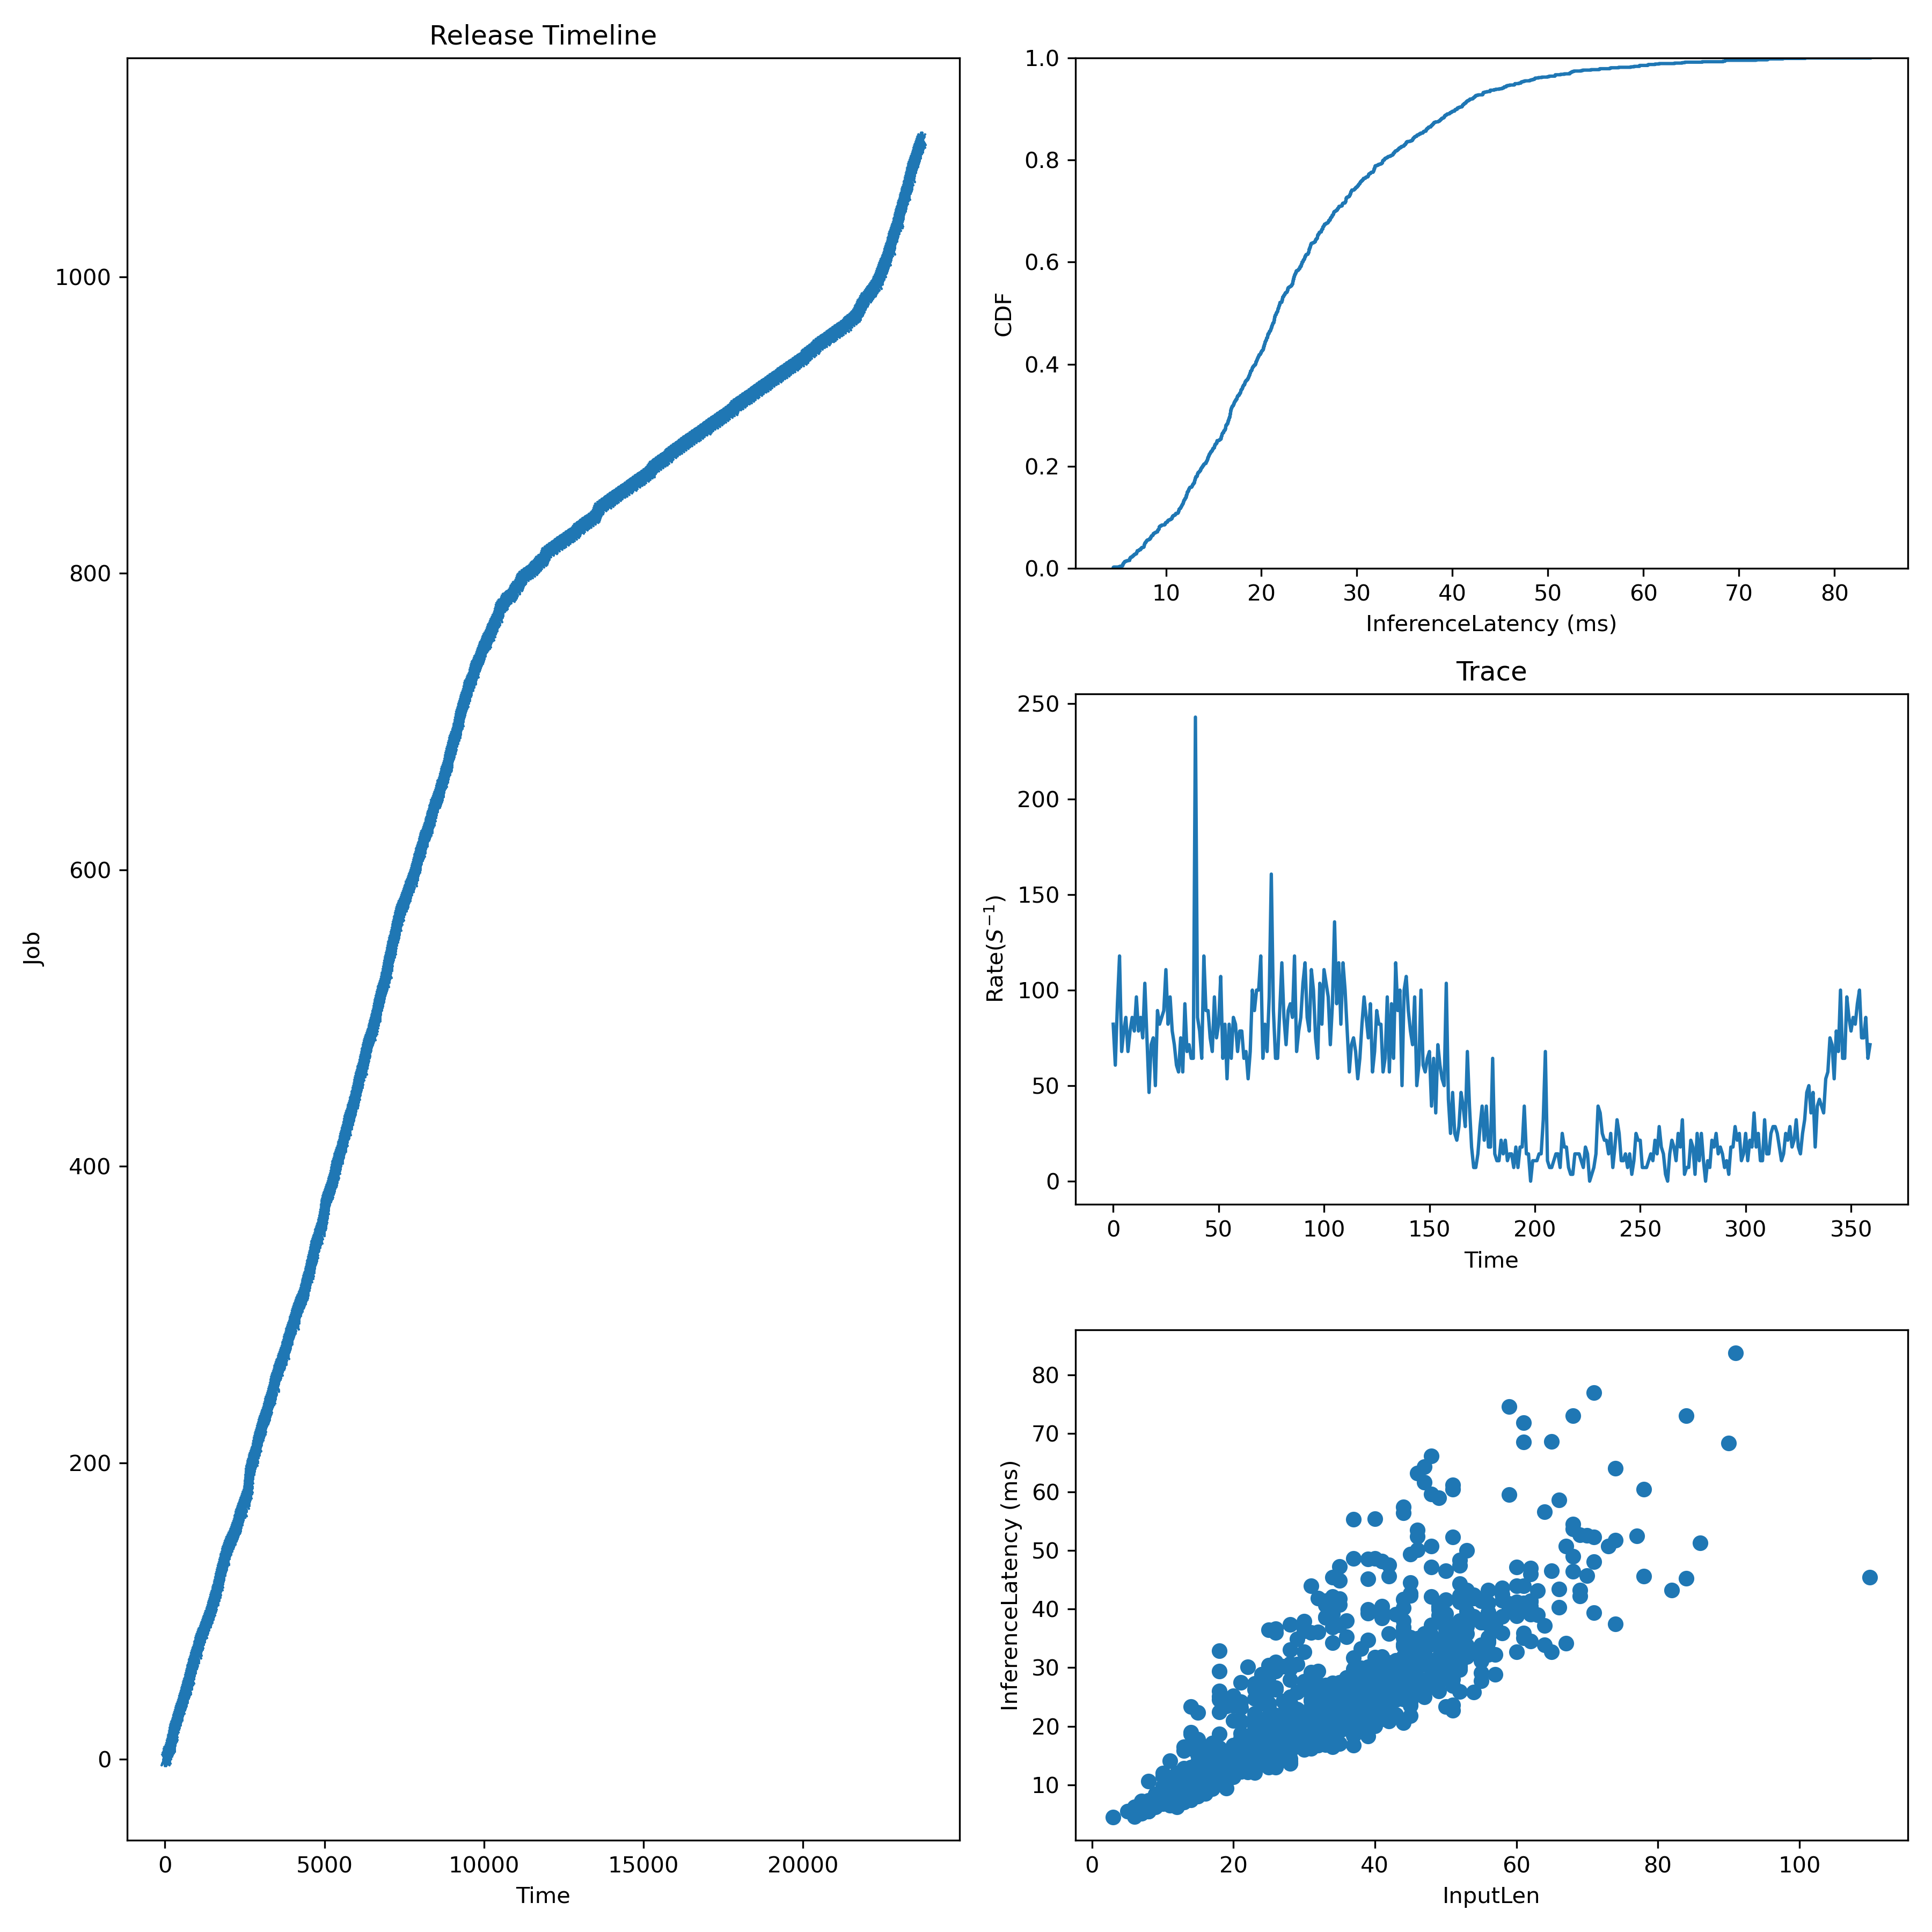 Release Timeline
1000
800
600
400
200
0
Job
0 5000 10000 15000 20000
Time
1.0
0.8
0.6
0.4
0.2
0.0
CDF
10 20 30 40 50 60 70 80
InferenceLatency (ms)
Trace
250
200
150
100
50
0
Rate(S⁻¹)
0 50 100 150 200 250 300 350
Time
80
70
60
50
40
30
20
10
InferenceLatency (ms)
0 20 40 60 80 100
InputLen